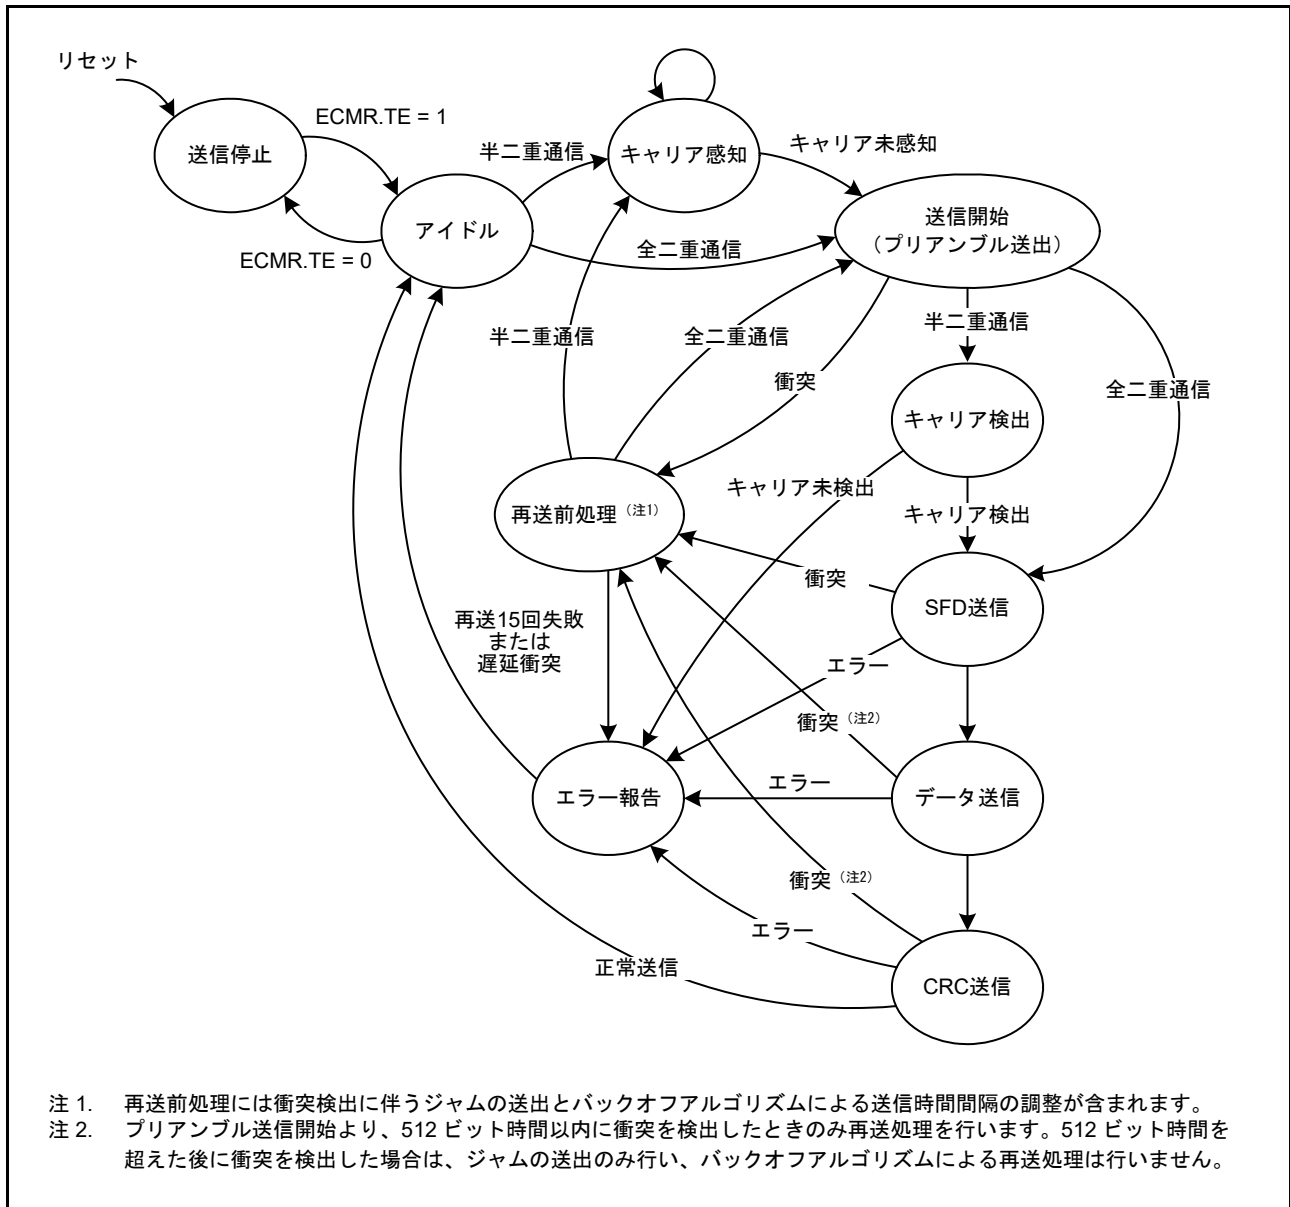 リセット
ECMR.TE = 1
送信停止
半二重通信
キャリア感知
キャリア未感知
アイドル
送信開始
（プリアンブル送出）
ECMR.TE = 0
全二重通信
半二重通信
半二重通信
全二重通信
衝突
全二重通信
キャリア検出
キャリア未検出
再送前処理（注1）
キャリア検出
衝突
SFD送信
再送15回失敗
または
遅延衝突
エラー
衝突（注2）
エラー
エラー報告
データ送信
衝突（注2）
エラー
正常送信
CRC送信
注 1. 再送前処理には衝突検出に伴うジャムの送出とバックオフアルゴリズムによる送信時間間隔の調整が含まれます。
注 2. プリアンブル送信開始より、512 ビット時間以内に衝突を検出したときのみ再送処理を行います。512 ビット時間を
超えた後に衝突を検出した場合は、ジャムの送出のみ行い、バックオフアルゴリズムによる再送処理は行いません。